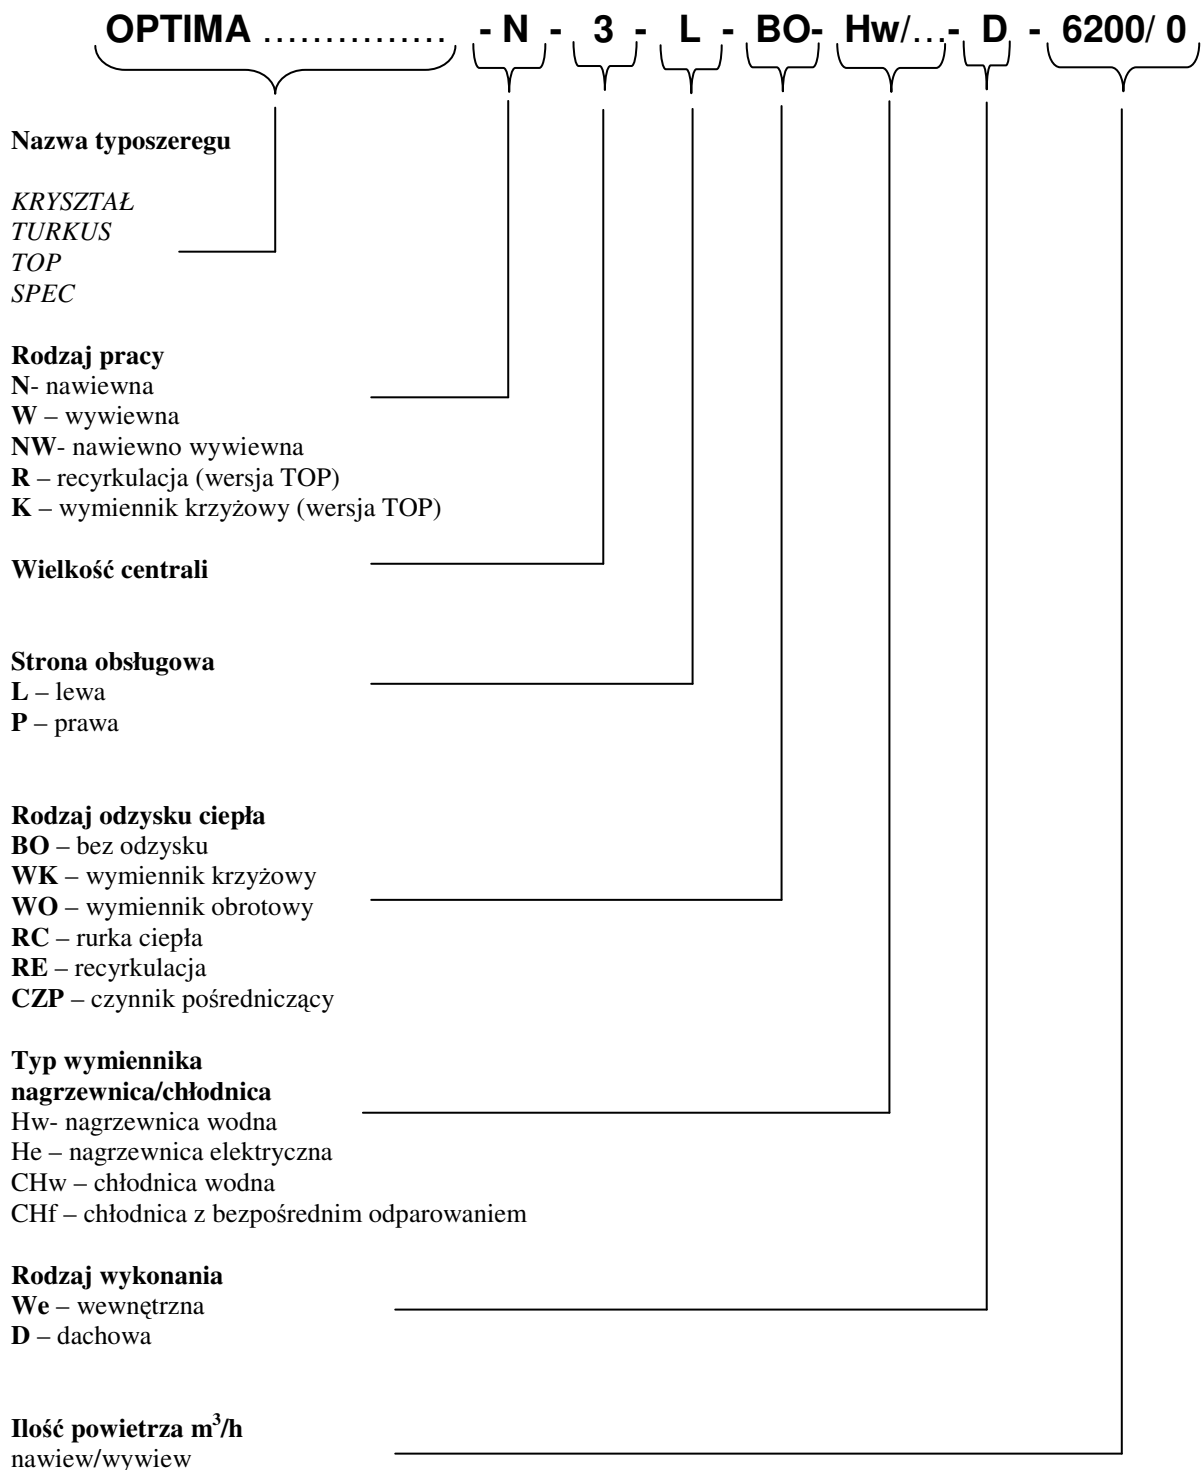 OPTIMA ............... - N - 3 - L - BO- Hw/...- D - 6200/ 0
Nazwa typoszeregu
KRYSZTAŁ
TURKUS
TOP
SPEC
Rodzaj pracy
N- nawiewna
W – wywiewna
NW- nawiewno wywiewna
R – recyrkulacja (wersja TOP)
K – wymiennik krzyżowy (wersja TOP)
Wielkość centrali
Strona obsługowa
L – lewa
P – prawa
Rodzaj odzysku ciepła
BO – bez odzysku
WK – wymiennik krzyżowy
WO – wymiennik obrotowy
RC – rurka ciepła
RE – recyrkulacja
CZP – czynnik pośredniczący
Typ wymiennika
nagrzewnica/chłodnica
Hw- nagrzewnica wodna
He – nagrzewnica elektryczna
CHw – chłodnica wodna
CHf – chłodnica z bezpośrednim odparowaniem
Rodzaj wykonania
We – wewnętrzna
D – dachowa
Ilość powietrza m³/h
nawiew/wywiew